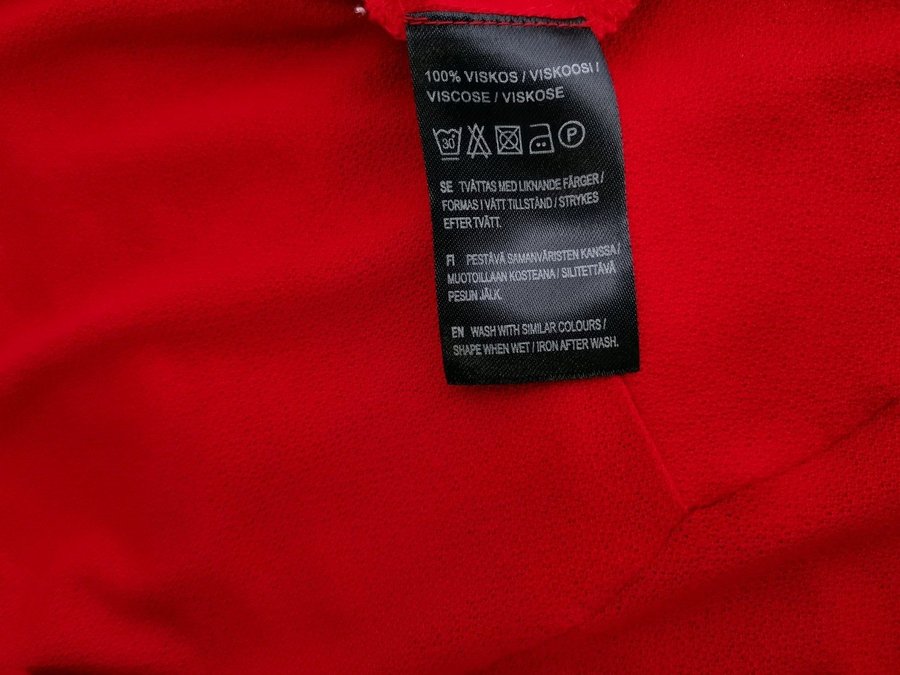 100% VISKOS / VISKOOSI /
VISCOSE / VISKOSE
30° P
SE TVÄTTAS MED LIKNANDE FÄRGER /
FORMAS I VÅTT TILLSTÅND / STRYKES
EFTER TVÄTT.
FI PESTÄVÄ SAMANVÄRISTEN KANSSA /
MUOTOILLAAN KOSTEANA / SILITETTÄVÄ
PESUN JÄLK.
EN WASH WITH SIMILAR COLOURS /
SHAPE WHEN WET / IRON AFTER WASH.